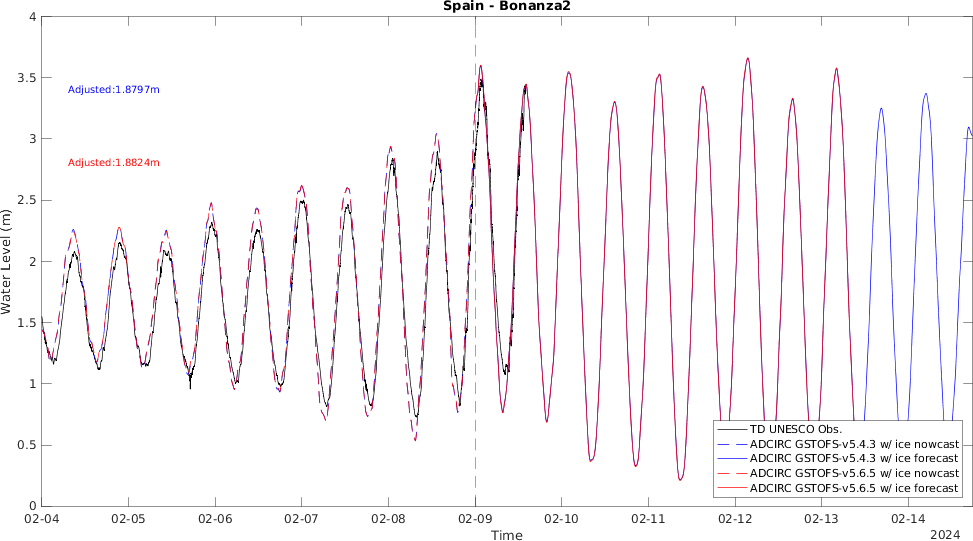 Spain - Bonanza2
4
3.5
3
2.5
2
1.5
1
0.5
0
Water Level (m)
Adjusted:1.8797m
Adjusted:1.8824m
TD UNESCO Obs.
ADCIRC GSTOFS-v5.4.3 w/ ice nowcast
ADCIRC GSTOFS-v5.4.3 w/ ice forecast
ADCIRC GSTOFS-v5.6.5 w/ ice nowcast
ADCIRC GSTOFS-v5.6.5 w/ ice forecast
02-04 02-05 02-06 02-07 02-08 02-09 02-10 02-11 02-12 02-13 02-14
Time
2024